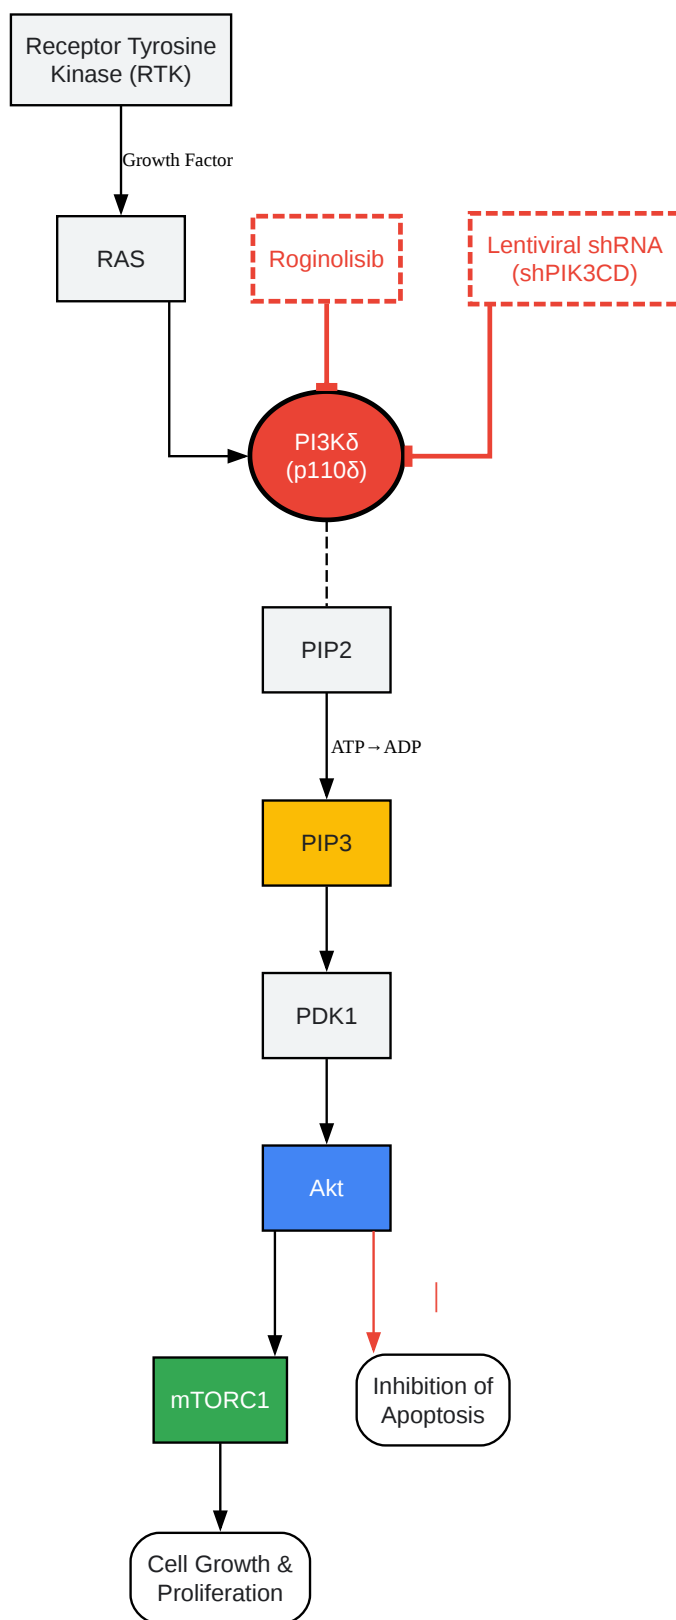 Receptor Tyrosine
Kinase (RTK)
Growth Factor
RAS
Roginolisib
Lentiviral shRNA
(shPIK3CD)
PI3Kδ
(p110δ)
PIP2
ATP→ADP
PIP3
PDK1
Akt
mTORC1
Inhibition of
Apoptosis
Cell Growth &
Proliferation